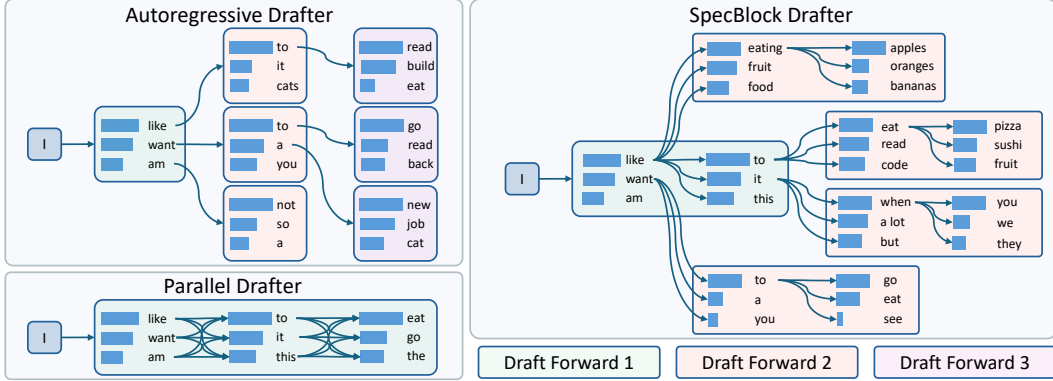 Autoregressive Drafter
I
like
want
am
to
it
cats
to
a
you
not
so
a
read
build
eat
go
read
back
new
job
cat
Parallel Drafter
I
like
want
am
to
it
this
eat
go
the
SpecBlock Drafter
I
like
want
am
to
it
this
eating
fruit
food
apples
oranges
bananas
eat
read
code
pizza
sushi
fruit
when
a lot
but
you
we
they
to
a
you
go
eat
see
Draft Forward 1
Draft Forward 2
Draft Forward 3